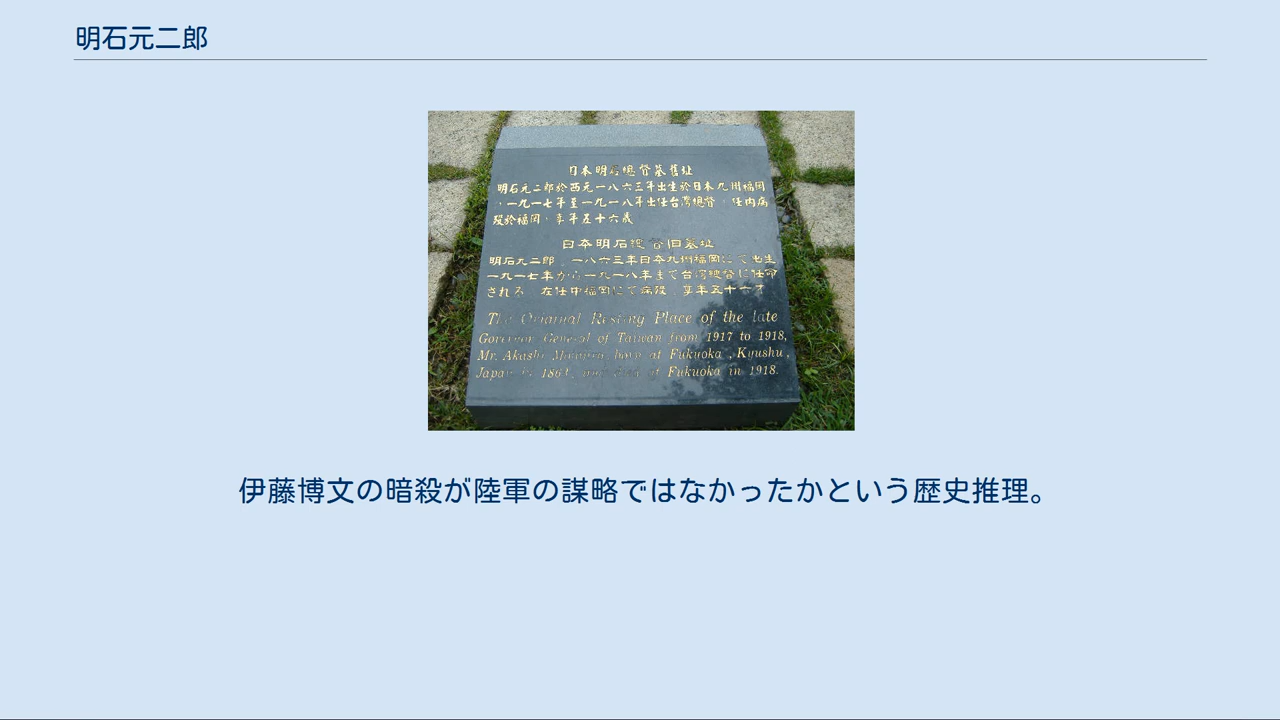 明石元二郎
日本明石總督墓舊址
明石元二郎於西元一八六三年出生於日本九州福岡
，一九一七年至一九一八年出任台灣總督，任內病
歿於福岡，享年五十六歲
日本明石總督旧墓址
明石元二郎、一八六三年日本九州福岡にて出生
一九一七年から一九一八年まで台湾總督に任命
される、在任中福岡にて病歿、享年五十六才
The Original Resting Place of the late
Governor General of Taiwan from 1917 to 1918,
Mr. Akashi born at Fukuoka, Kyushu,
Japan in 1864, and died at Fukuoka in 1918.
伊藤博文の暗殺が陸軍の謀略ではなかったかという歴史推理。